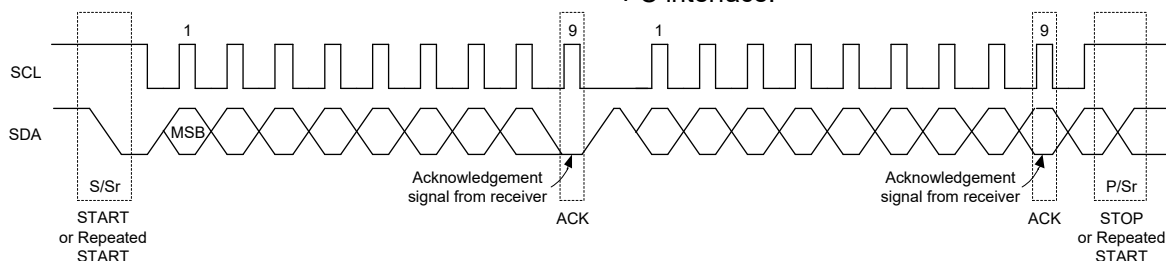 1 9 1 9
SCL
SDA
MSB
Acknowledgement
signal from receiver
Acknowledgement
signal from receiver
S/Sr
P/Sr
START
or Repeated
START
ACK
ACK
STOP
or Repeated
START